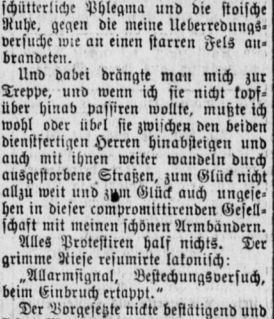 schütterliche Phlegma und die stoische
Ruhe, gegen die meine Ueberredungs-
versuche wie an einen starren Fels an-
brandeten.
Und dabei drängte man mich zur
Treppe, und wenn ich sie nicht kopf-
über hinab passiren wollte, mußte ich
wohl oder übel sie zwischen den beiden
dienstfertigen Herren hinabsteigen und
auch mit ihnen weiter wandeln durch
ausgestorbene Straßen, zum Glück nicht
allzu weit und zum Glück auch ungese-
hen in dieser compromittirenden Gesell-
schaft mit meinen schönen Armbändern.
Alles Protestiren half nichts. Der
grimme Riese resumirte lakonisch:
„Allarmsignal, Bestechungsversuch,
beim Einbruch ertappt.“
Der Vorgesetzte nickte bestätigend und